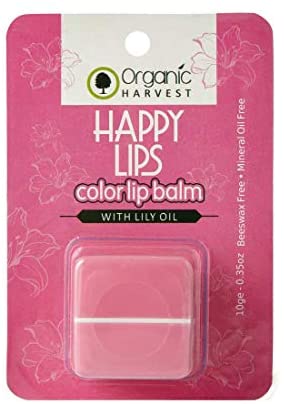 Organic
HARVEST
HAPPY
LIPS
color lip balm
WITH LILY OIL
10ge - 0.35oz Beeswax Free • Mineral Oil Free